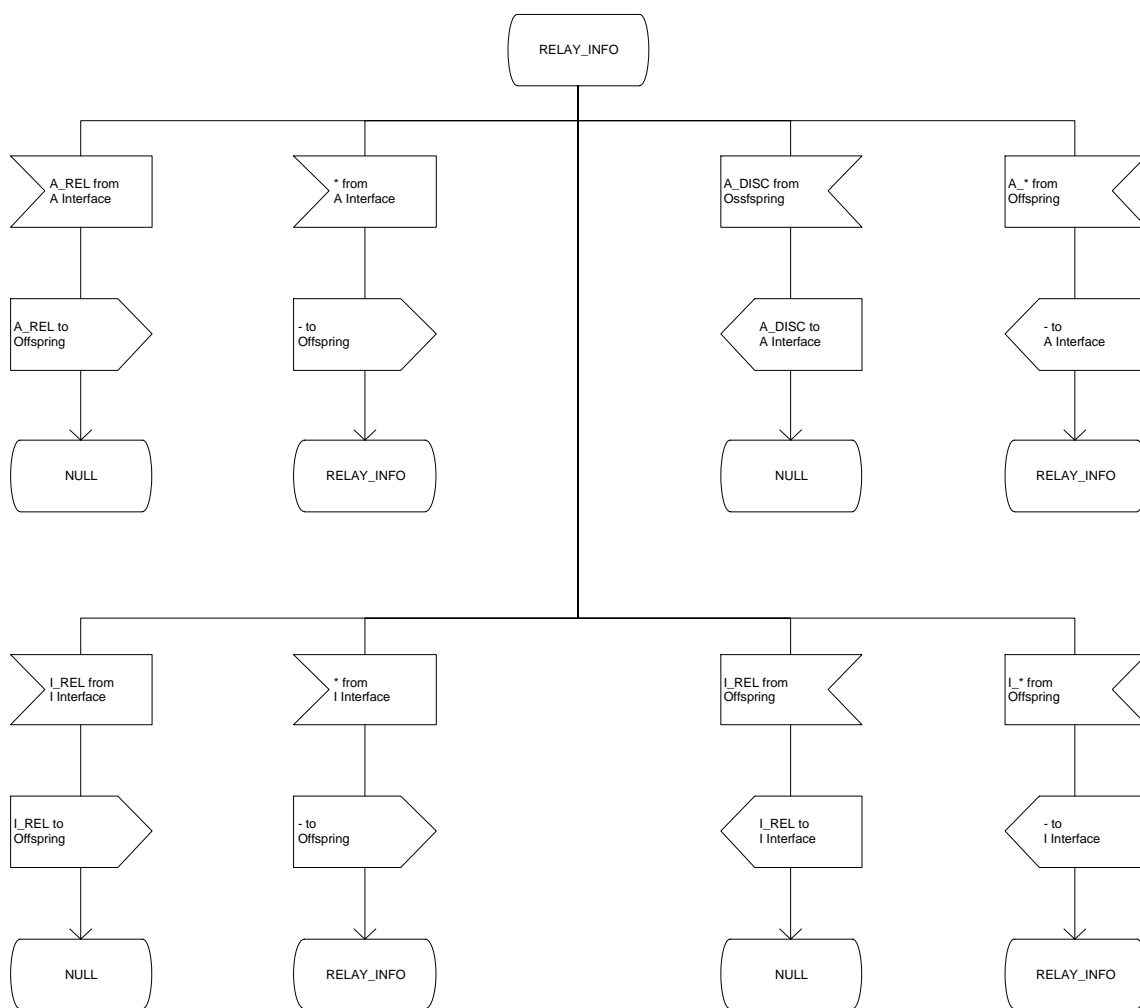 RELAY_INFO
A_REL from
A Interface
* from
A Interface
A_DISC from
Ossfspring
A_* from
Offspring
A_REL to
Offspring
- to
Offspring
A_DISC to
A Interface
- to
A Interface
NULL
RELAY_INFO
NULL
RELAY_INFO
I_REL from
I Interface
* from
I Interface
I_REL from
Offspring
I_* from
Offspring
I_REL to
Offspring
- to
Offspring
I_REL to
I Interface
- to
I Interface
NULL
RELAY_INFO
NULL
RELAY_INFO